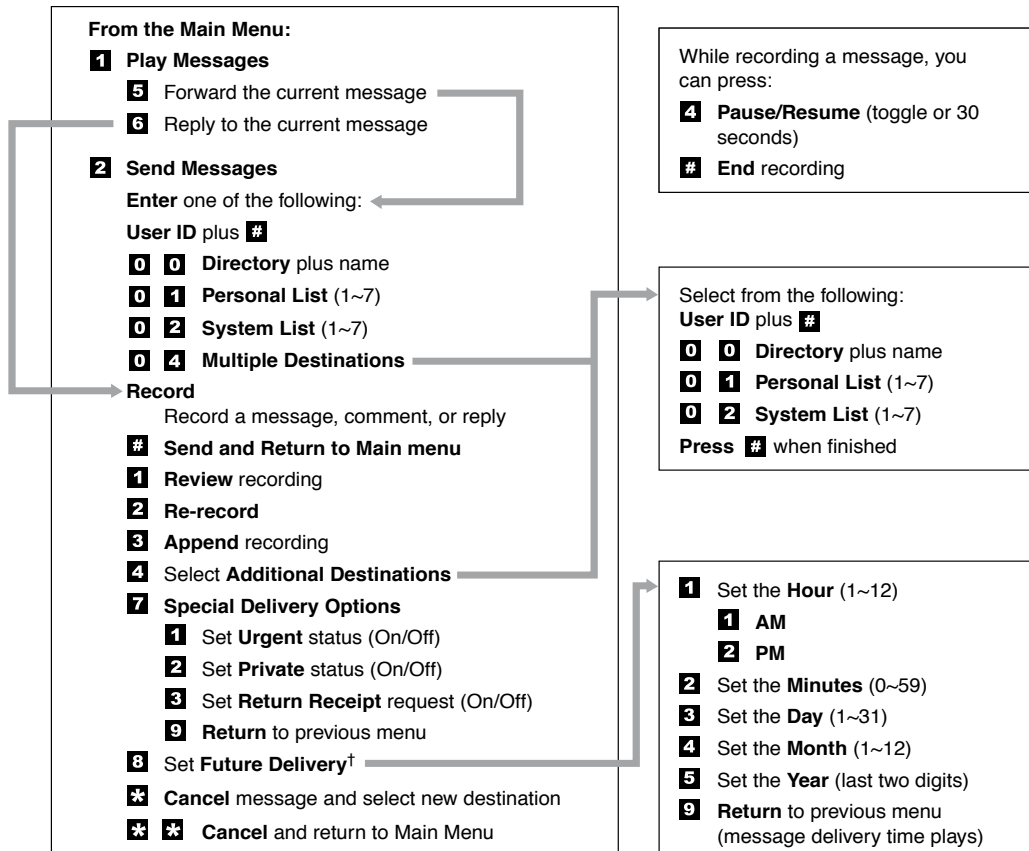 From the Main Menu:
1 Play Messages
5 Forward the current message
6 Reply to the current message
2 Send Messages
Enter one of the following:
User ID plus #
0 0 Directory plus name
0 1 Personal List (1~7)
0 2 System List (1~7)
0 4 Multiple Destinations
Record
Record a message, comment, or reply
# Send and Return to Main menu
1 Review recording
2 Re-record
3 Append recording
4 Select Additional Destinations
7 Special Delivery Options
1 Set Urgent status (On/Off)
2 Set Private status (On/Off)
3 Set Return Receipt request (On/Off)
9 Return to previous menu
8 Set Future Delivery†
* Cancel message and select new destination
* * Cancel and return to Main Menu
While recording a message, you
can press:
4 Pause/Resume (toggle or 30
seconds)
# End recording
Select from the following:
User ID plus #
0 0 Directory plus name
0 1 Personal List (1~7)
0 2 System List (1~7)
Press # when finished
1 Set the Hour (1~12)
1 AM
2 PM
2 Set the Minutes (0~59)
3 Set the Day (1~31)
4 Set the Month (1~12)
5 Set the Year (last two digits)
9 Return to previous menu
(message delivery time plays)